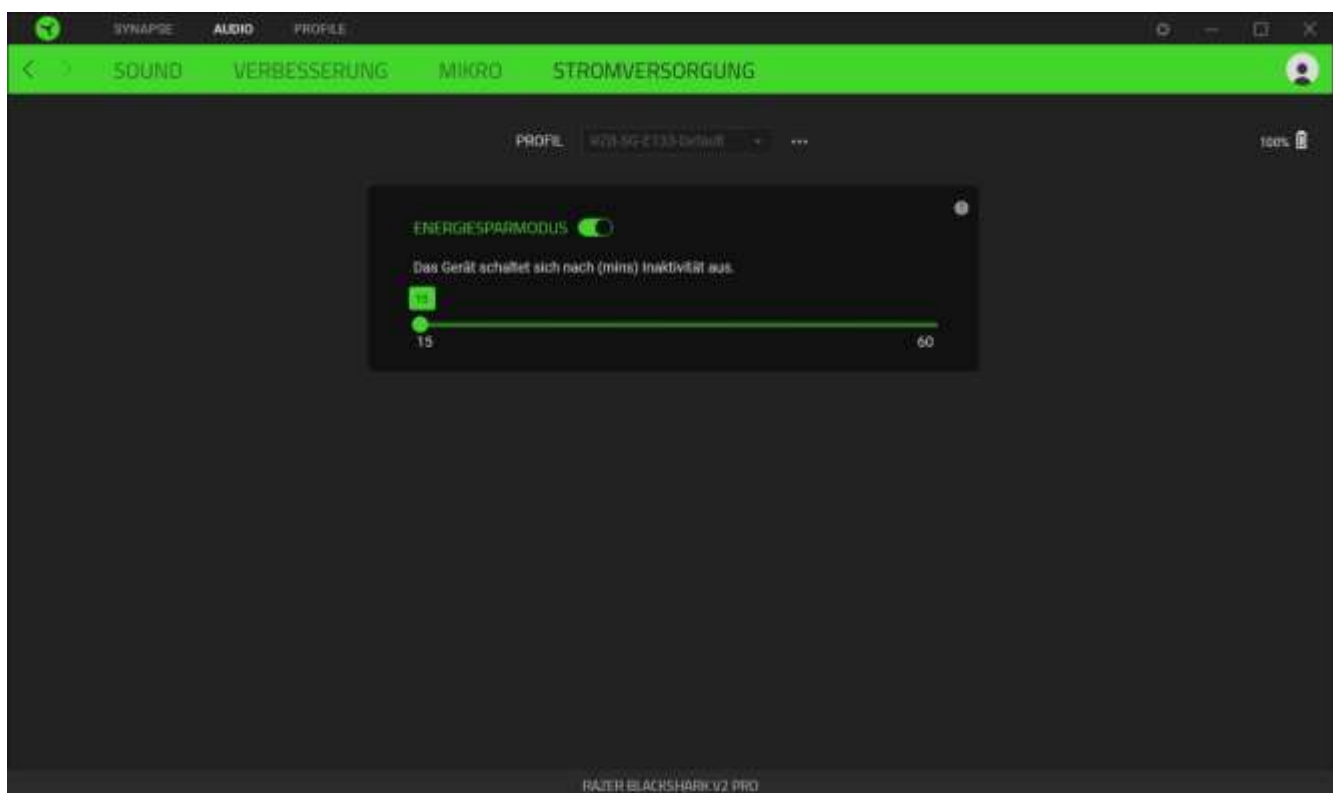 SYNAPSE AUDIO PROFILE
SOUND VERBESSERUNG MIKRO STROMVERSORGUNG
PROFIL 100%
ENERGIESPARMODUS
Das Gerät schaltet sich nach (mins) Inaktivität aus.
15
15 60
RAZER BLACKSHARK V2 PRO